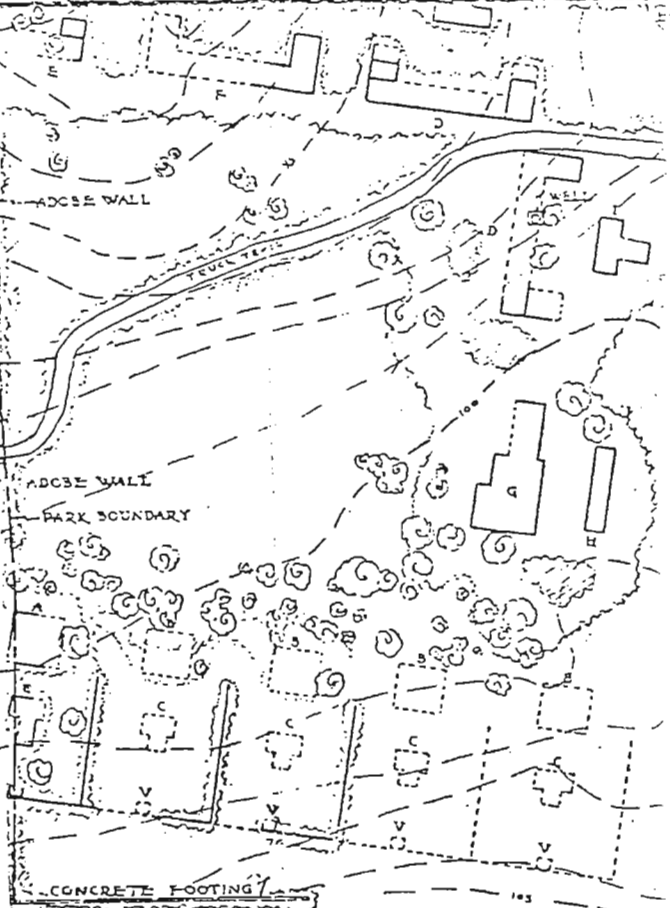 E
F
D
ADOBE WALL
WELL
I
D
TRUCK TRAIL
100
ADOBE WALL
PARK BOUNDARY
G
H
A
B
B
B
E
C
C
C
C
V
V
V
V
CONCRETE FOOTING
105